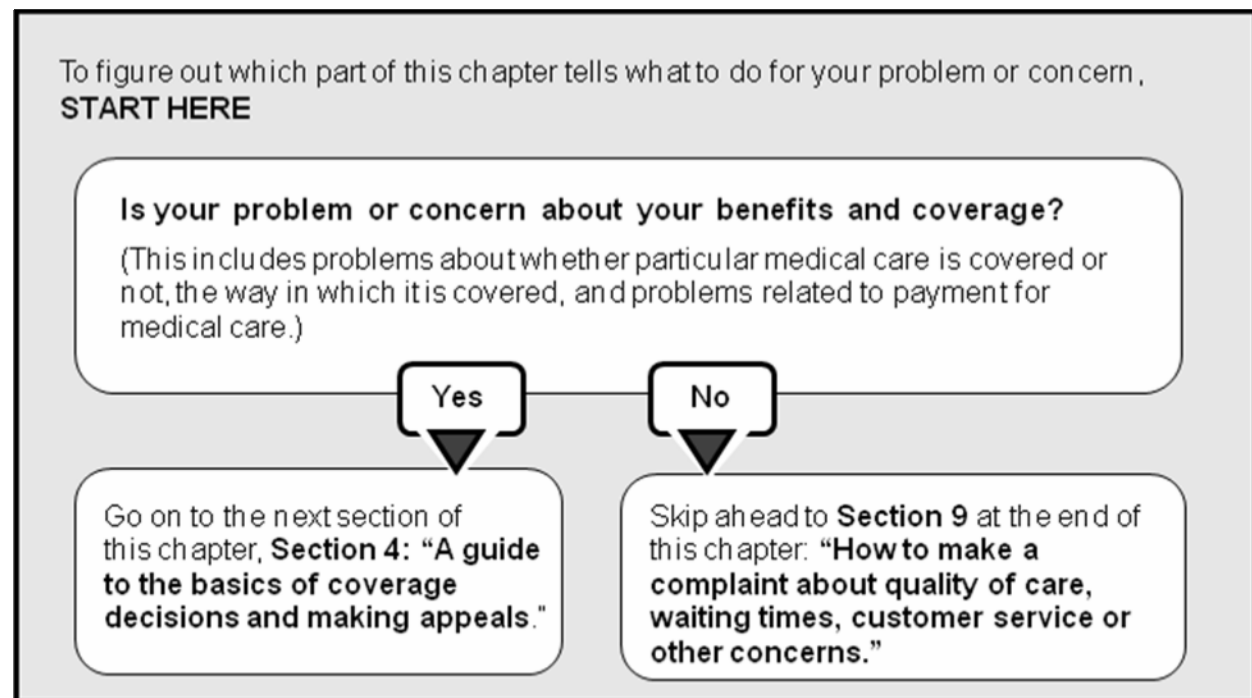 To figure out which part of this chapter tells what to do for your problem or concern,
START HERE
Is your problem or concern about your benefits and coverage?
(This includes problems about whether particular medical care is covered or
not, the way in which it is covered, and problems related to payment for
medical care.)
Yes
No
Go on to the next section of
this chapter, Section 4: “A guide
to the basics of coverage
decisions and making appeals."
Skip ahead to Section 9 at the end of
this chapter: “How to make a
complaint about quality of care,
waiting times, customer service or
other concerns.”